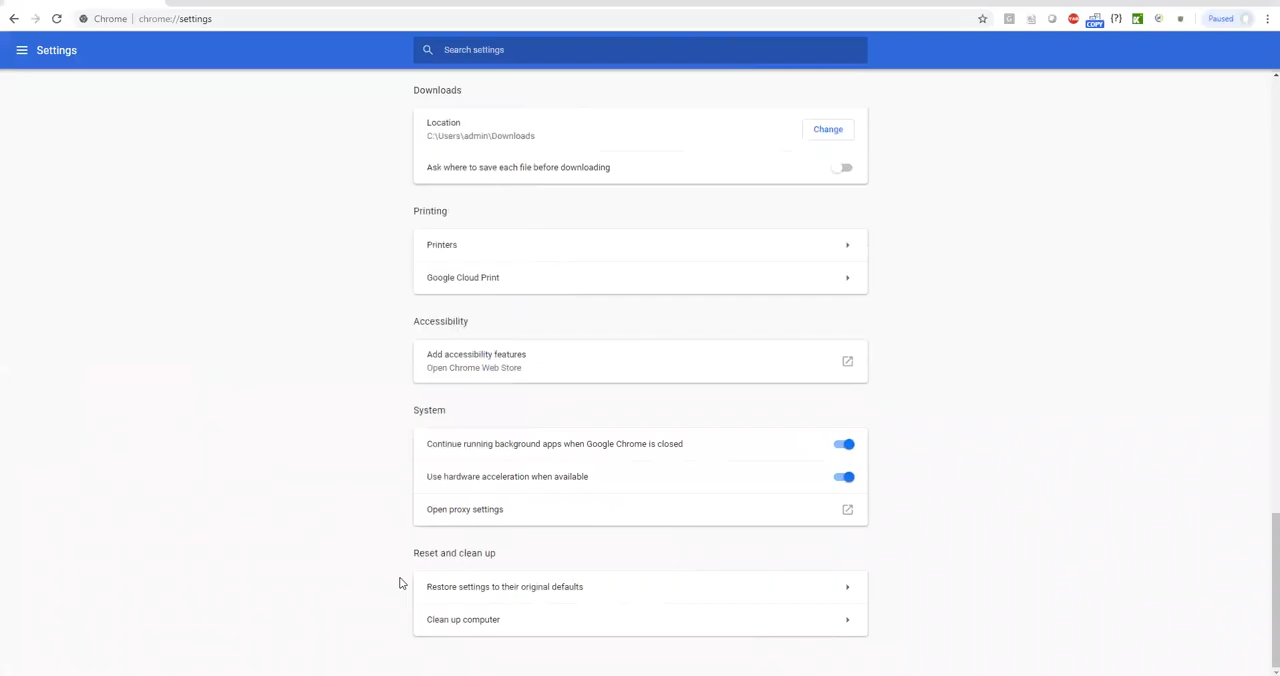 Chrome | chrome://settings
COPY
{?}
Paused
Settings
Search settings
Downloads
Location
C:\Users\admin\Downloads
Change
Ask where to save each file before downloading
Printing
Printers
Google Cloud Print
Accessibility
Add accessibility features
Open Chrome Web Store
System
Continue running background apps when Google Chrome is closed
Use hardware acceleration when available
Open proxy settings
Reset and clean up
Restore settings to their original defaults
Clean up computer